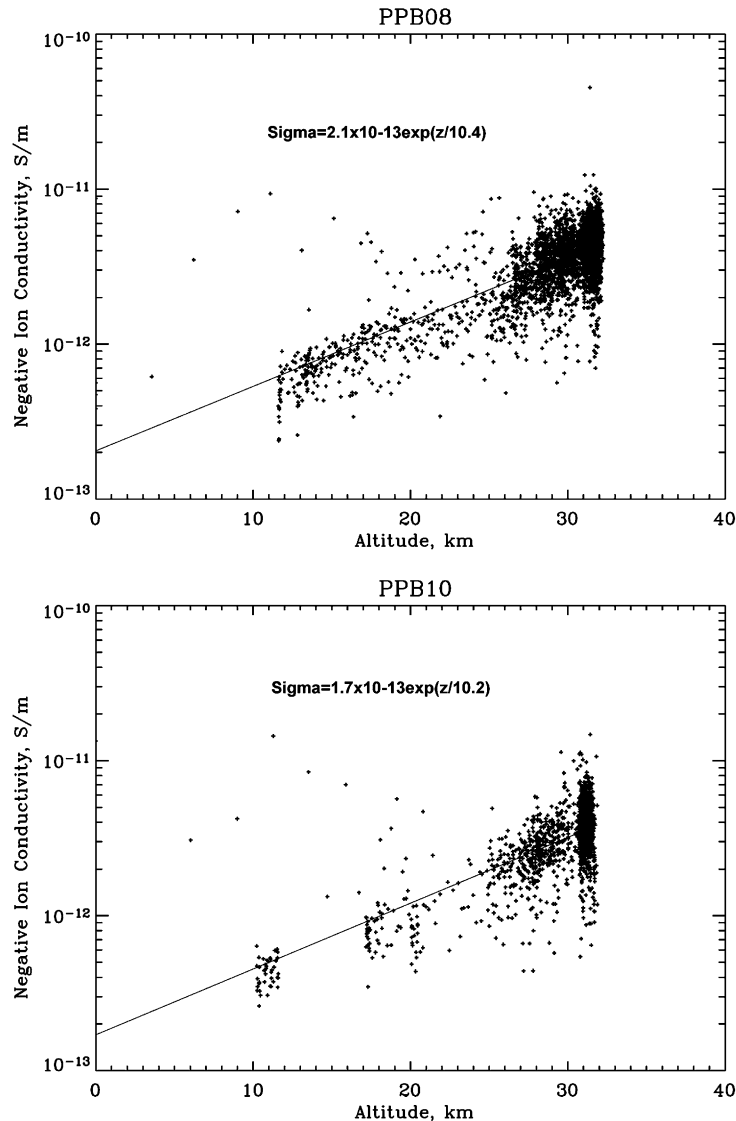 PPB08
10⁻¹⁰
Sigma=2.1x10-13exp(z/10.4)
10⁻¹¹
10⁻¹²
10⁻¹³
Negative Ion Conductivity, S/m
0 10 20 30 40
Altitude, km
PPB10
10⁻¹⁰
Sigma=1.7x10-13exp(z/10.2)
10⁻¹¹
10⁻¹²
10⁻¹³
Negative Ion Conductivity, S/m
0 10 20 30 40
Altitude, km